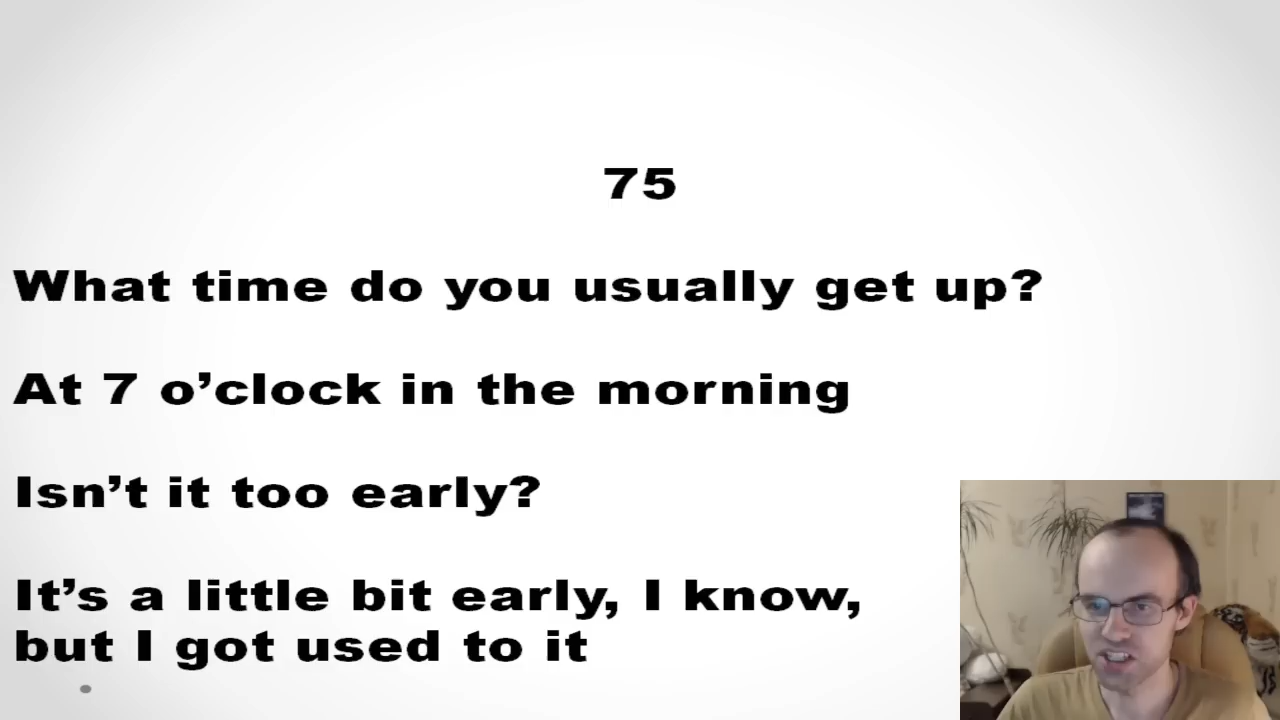 75
What time do you usually get up?
At 7 o’clock in the morning
Isn’t it too early?
It’s a little bit early, I know,
but I got used to it